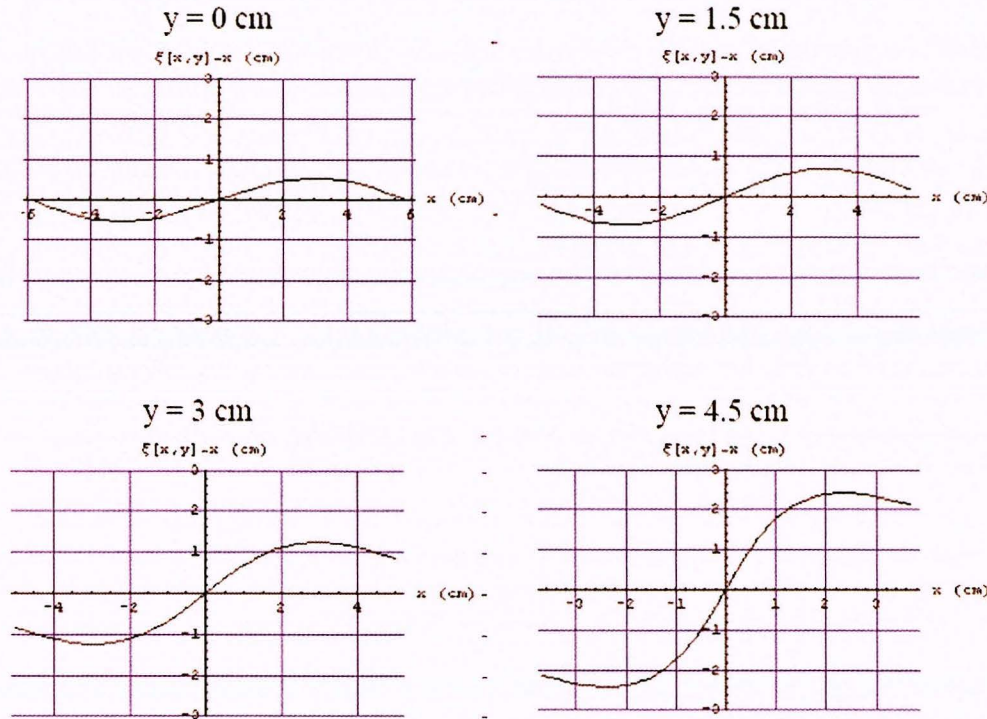 y = 0 cm
ξ[x,y]-x (cm)
3
2
1
-6 -4 -2 2 4 6 x (cm)
-1
-2
-3
y = 1.5 cm
ξ[x,y]-x (cm)
3
2
1
-4 -2 2 4 x (cm)
-1
-2
-3
y = 3 cm
ξ[x,y]-x (cm)
3
2
1
-4 -2 2 4 x (cm)
-1
-2
-3
y = 4.5 cm
ξ[x,y]-x (cm)
3
2
1
-3 -2 -1 1 2 3 x (cm)
-1
-2
-3